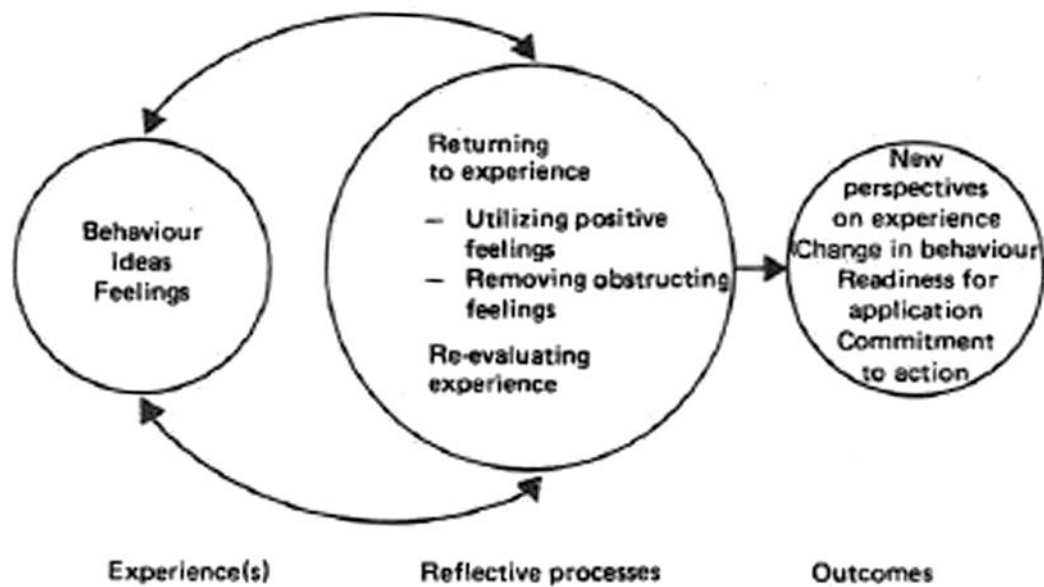 Behaviour
Ideas
Feelings
Returning
to experience
– Utilizing positive
feelings
– Removing obstructing
feelings
Re-evaluating
experience
New
perspectives
on experience
Change in behaviour
Readiness for
application
Commitment
to action
Experience(s)
Reflective processes
Outcomes